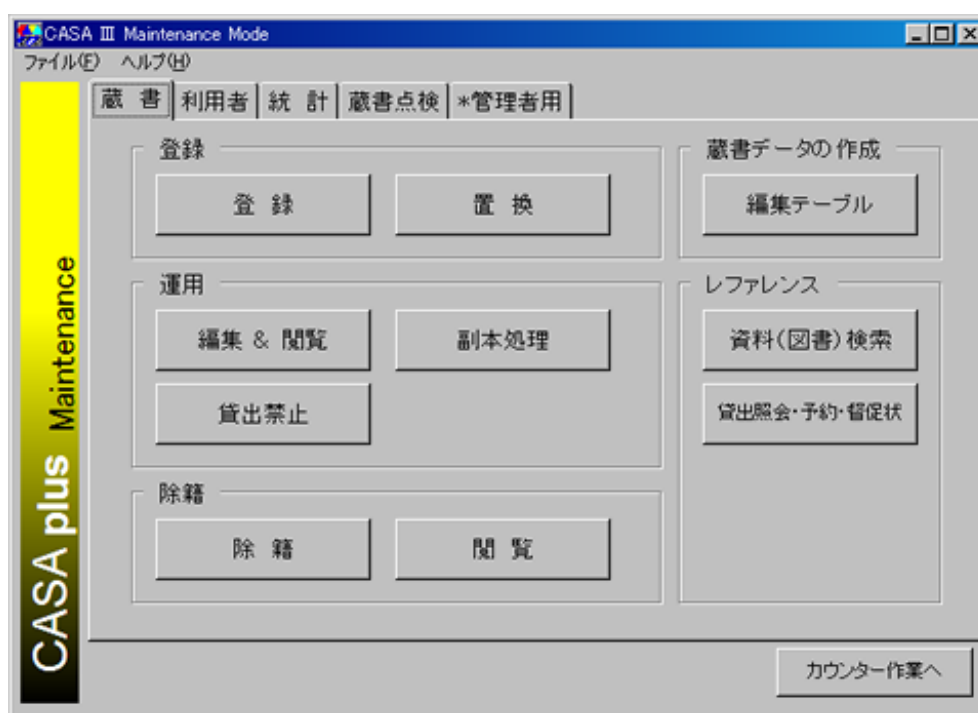 CASA Ⅲ Maintenance Mode
ファイル(F) ヘルプ(H)
蔵 書 利用者 統 計 蔵書点検 *管理者用
登録
登 録 置 換
蔵書データの作成
編集テーブル
運用
編集 & 閲覧 副本処理
貸出禁止
レファレンス
資料(図書)検索
貸出照会・予約・督促状
除籍
除 籍 閲 覧
CASA plus Maintenance
カウンター作業へ